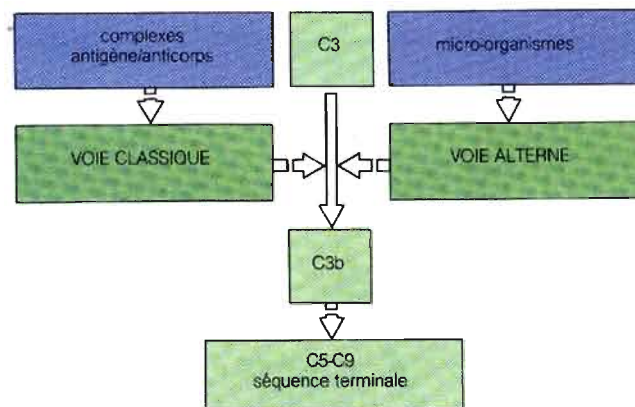 complexes
antigène/anticorps
C3
micro-organismes
VOIE CLASSIQUE
VOIE ALTERNE
C3b
C5-C9
séquence terminale